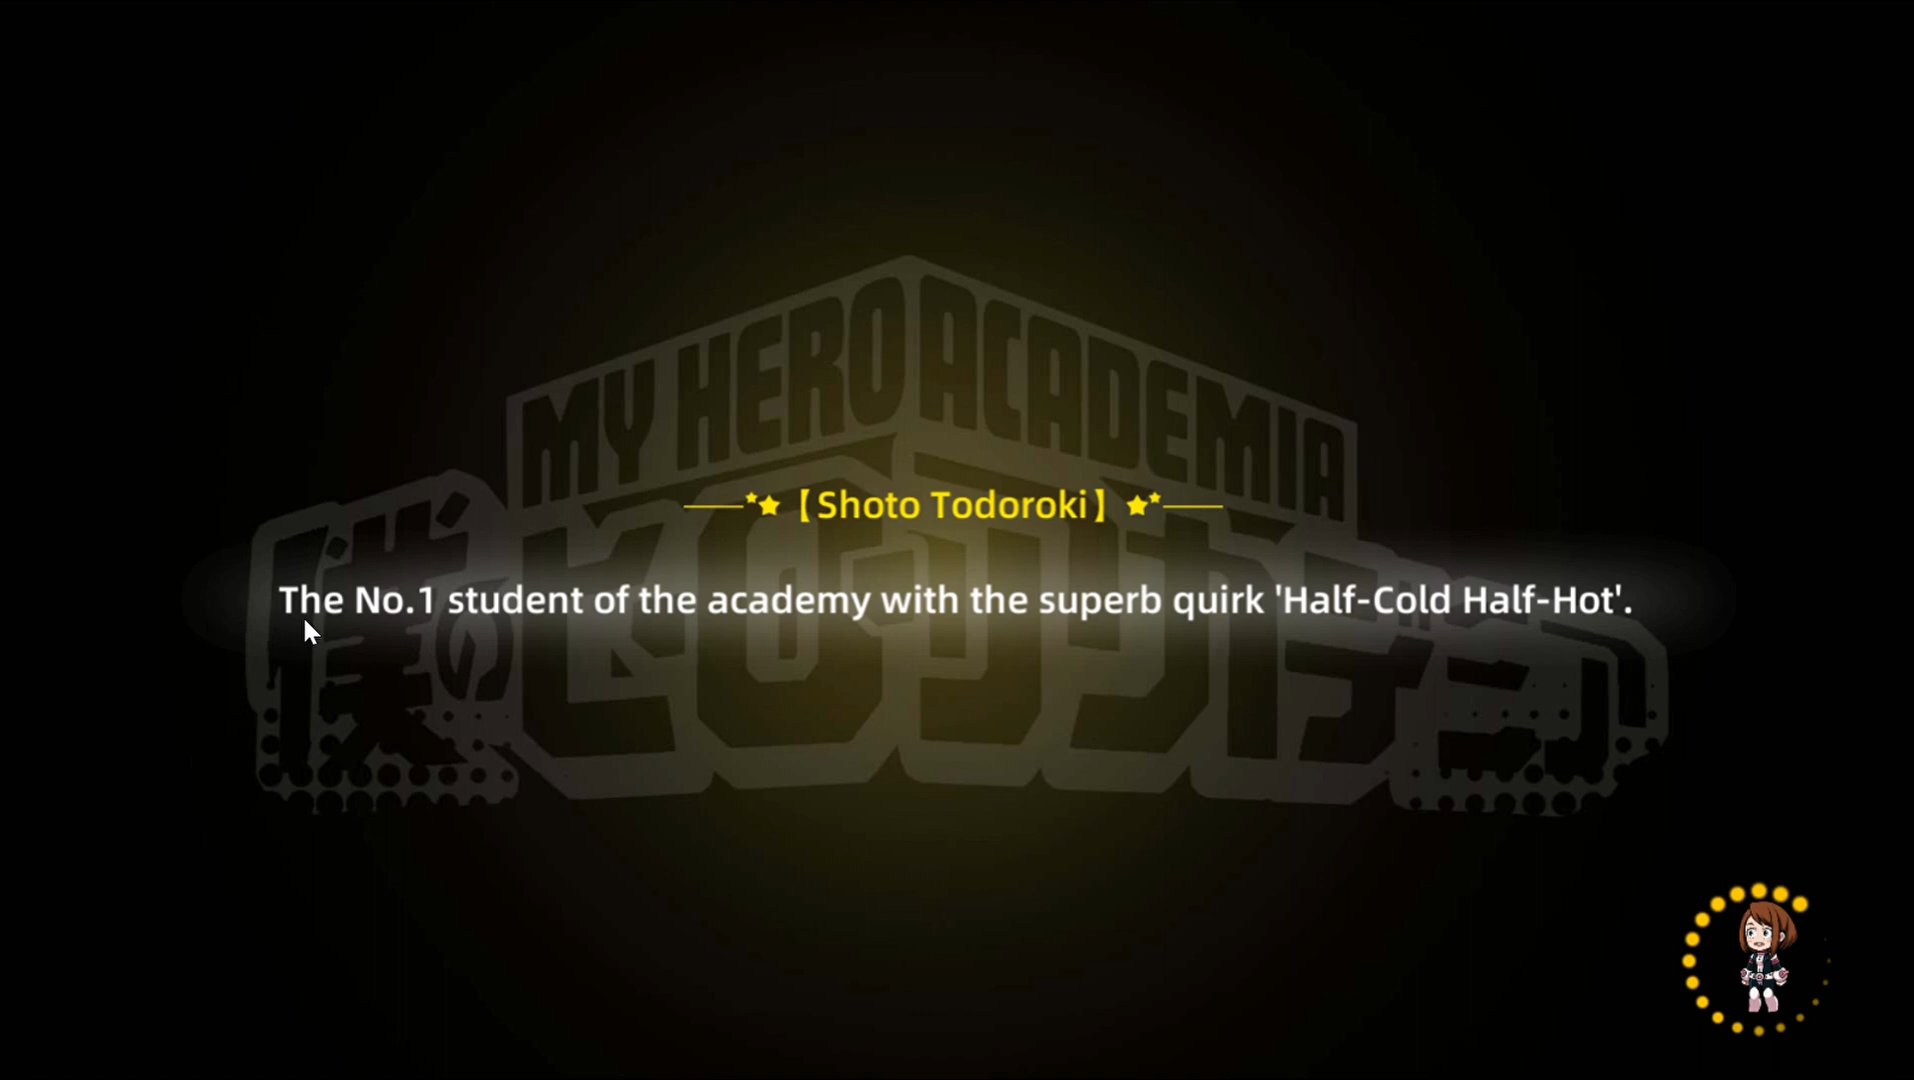 MY HERO ACADEMIA
【Shoto Todoroki】
The No.1 student of the academy with the superb quirk 'Half-Cold Half-Hot'.
僕のヒーローアカデミア